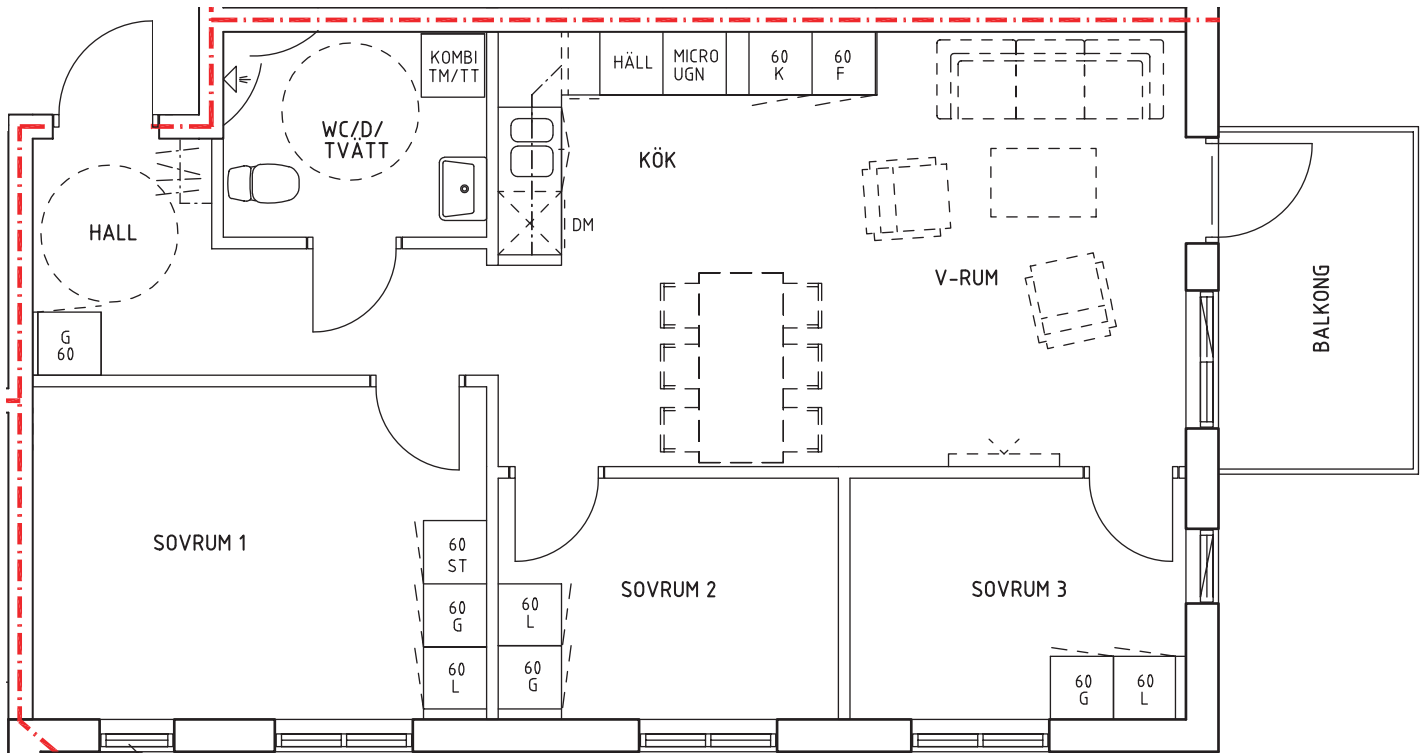 KOMBI
TM/TT
HÄLL
MICRO
UGN
60
K
60
F
WC/D/
TVÄTT
KÖK
DM
HALL
V-RUM
BALKONG
G
60
SOVRUM 1
60
ST
60
G
60
L
60
L
60
G
SOVRUM 2
SOVRUM 3
60
G
60
L